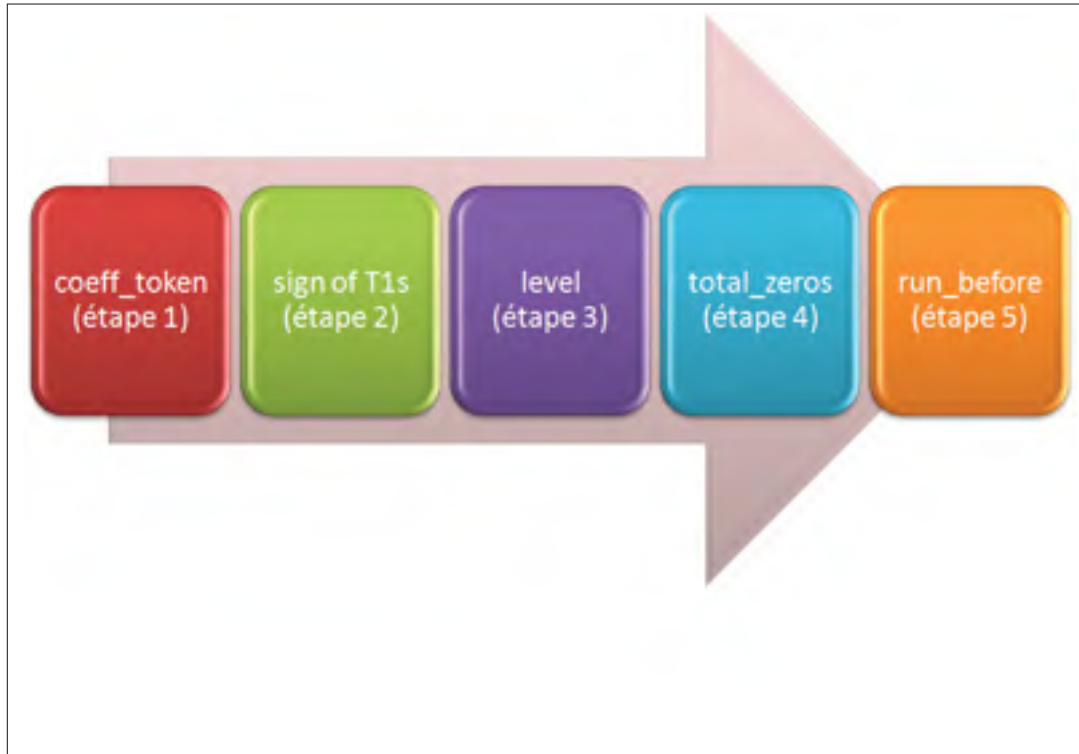 coeff_token
(étape 1)
sign of T1s
(étape 2)
level
(étape 3)
total_zeros
(étape 4)
run_before
(étape 5)